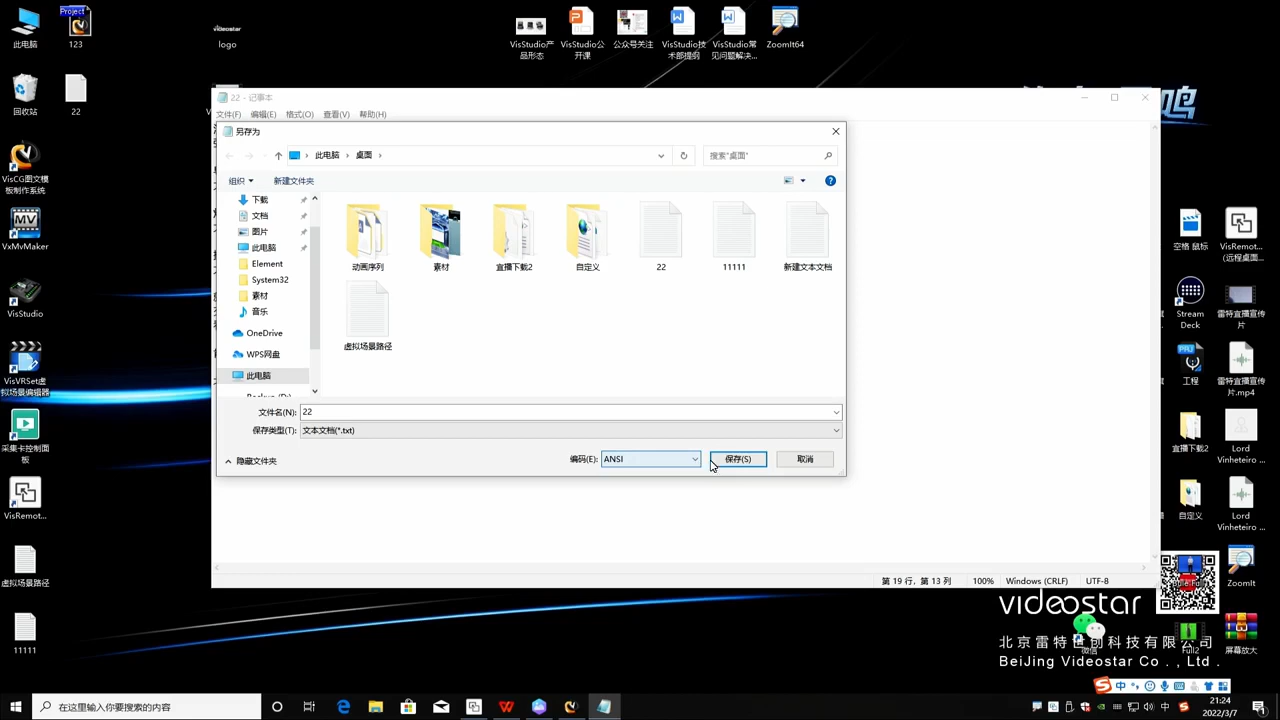 Project
此电脑
123
videostar
logo
VisStudio产
品形态
VisStudio公
开课
公众号关注
VisStudio技
术部提纲
VisStudio常
见问题解决...
ZoomIt64
回收站
22
VisCG图文模
板制作系统
MV
VxMvMaker
VisStudio
VisVRSet虚
拟场景编辑器
采集卡控制面
板
VisRemot...
虚拟场景路径
11111
22 - 记事本
文件(F)
编辑(E)
格式(O)
查看(V)
帮助(H)
另存为
此电脑
桌面
搜索"桌面"
组织
新建文件夹
下载
文档
图片
此电脑
Element
System32
素材
音乐
OneDrive
WPS网盘
此电脑
动画序列
素材
直播下载2
自定义
22
11111
新建文本文档
虚拟场景路径
文件名(N):
22
保存类型(T):
文本文档(*.txt)
隐藏文件夹
编码(E):
ANSI
保存(S)
取消
第 19 行，第 13 列
100%
Windows (CRLF)
UTF-8
空格 鼠标
VisRemot...
(远程桌面...
Stream
Deck
雷特直播宣传
片
PRJ
工程
雷特直播宣传
片.mp4
直播下载2
Lord
Vinheteiro ...
自定义
Lord
Vinheteiro ...
ZoomIt
videostar
微信
Full2
屏幕放大
北京雷特世创科技有限公司
BeiJing Videostar Co.,Ltd.
在这里输入你要搜索的内容
中
中
21:24
2022/3/7